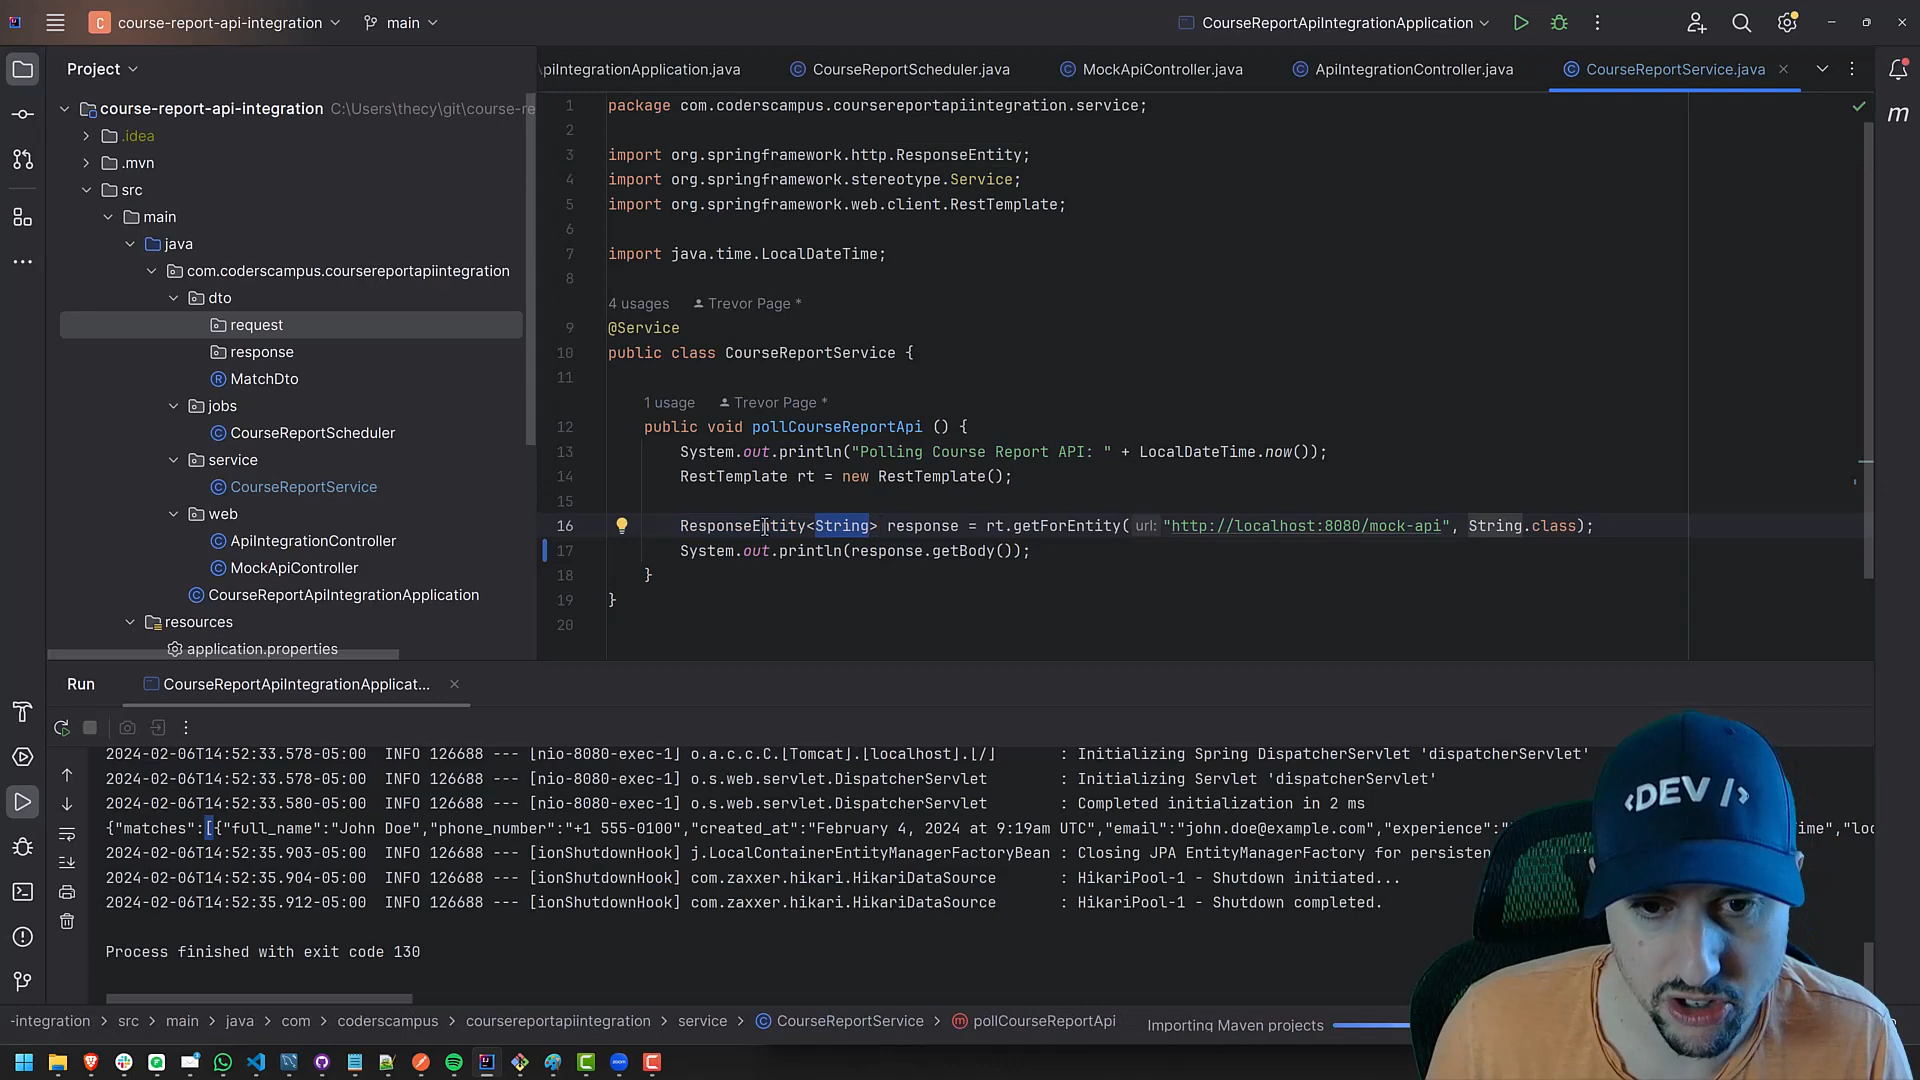 course-report-api-integration
main
CourseReportApiIntegrationApplication
Project
course-report-api-integration C:\Users\thecy\git\course-re
.idea
.mvn
src
main
java
com.coderscampus.coursereportapiintegration
dto
request
response
MatchDto
jobs
CourseReportScheduler
service
CourseReportService
web
ApiIntegrationController
MockApiController
CourseReportApiIntegrationApplication
resources
application.properties
piIntegrationApplication.java
CourseReportScheduler.java
MockApiController.java
ApiIntegrationController.java
CourseReportService.java
1 package com.coderscampus.coursereportapiintegration.service;
2
3 import org.springframework.http.ResponseEntity;
4 import org.springframework.stereotype.Service;
5 import org.springframework.web.client.RestTemplate;
6
7 import java.time.LocalDateTime;
8
4 usages Trevor Page *
9 @Service
10 public class CourseReportService {
11
1 usage Trevor Page *
12 public void pollCourseReportApi () {
13 System.out.println("Polling Course Report API: " + LocalDateTime.now());
14 RestTemplate rt = new RestTemplate();
15
16 ResponseEntity<String> response = rt.getForEntity( url: "http://localhost:8080/mock-api", String.class);
17 System.out.println(response.getBody());
18 }
19 }
20
Run
CourseReportApiIntegrationApplicat...
2024-02-06T14:52:33.578-05:00 INFO 126688 --- [nio-8080-exec-1] o.a.c.c.C.[Tomcat].[localhost].[/] : Initializing Spring DispatcherServlet 'dispatcherServlet'
2024-02-06T14:52:33.578-05:00 INFO 126688 --- [nio-8080-exec-1] o.s.web.servlet.DispatcherServlet : Initializing Servlet 'dispatcherServlet'
2024-02-06T14:52:33.580-05:00 INFO 126688 --- [nio-8080-exec-1] o.s.web.servlet.DispatcherServlet : Completed initialization in 2 ms
{"matches":[{"full_name":"John Doe","phone_number":"+1 555-0100","created_at":"February 4, 2024 at 9:19am UTC","email":"john.doe@example.com","experience":" ime","loc
2024-02-06T14:52:35.903-05:00 INFO 126688 --- [ionShutdownHook] j.LocalContainerEntityManagerFactoryBean : Closing JPA EntityManagerFactory for persisten
2024-02-06T14:52:35.904-05:00 INFO 126688 --- [ionShutdownHook] com.zaxxer.hikari.HikariDataSource : HikariPool-1 - Shutdown initiated...
2024-02-06T14:52:35.912-05:00 INFO 126688 --- [ionShutdownHook] com.zaxxer.hikari.HikariDataSource : HikariPool-1 - Shutdown completed.
Process finished with exit code 130
<DEV />
-integration > src > main > java > com > coderscampus > coursereportapiintegration > service > CourseReportService > pollCourseReportApi
Importing Maven projects